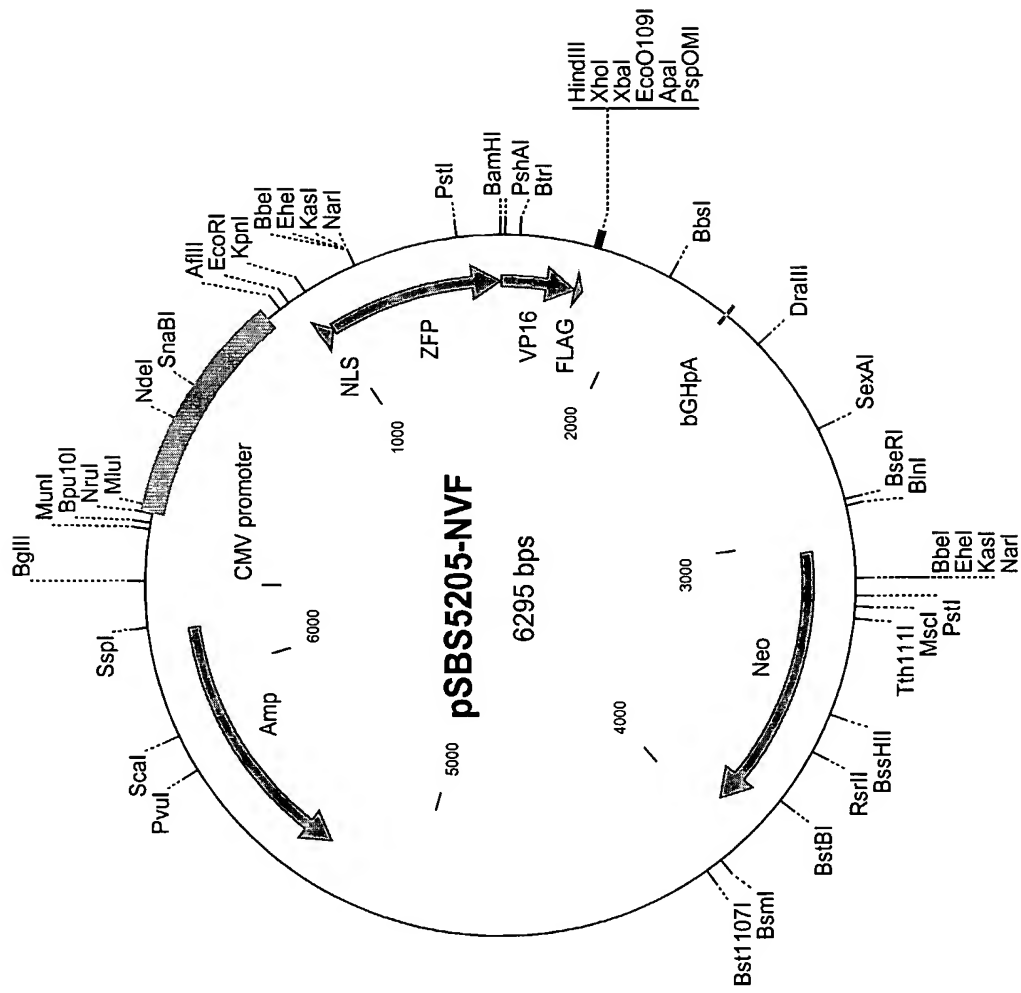 pSBS5205-NVF
6295 bps
BglII
MunI
Bpu10I
NruI
MluI
NdeI
SnaBI
AflII
EcoRI
KpnI
BbeI
EheI
KasI
NarI
PstI
BamHI
PshAI
BtrI
HindIII
XhoI
XbaI
EcoO109I
ApaI
PspOMI
BbsI
DraIII
SexAI
BseRI
BlnI
BbeI
EheI
KasI
NarI
PstI
MscI
Tth111I
BssHII
RsrII
BstBI
BsmI
Bst1107I
PvuI
ScaI
SspI
CMV promoter
NLS
ZFP
VP16
FLAG
bGHpA
Neo
Amp
1000
2000
3000
4000
5000
6000